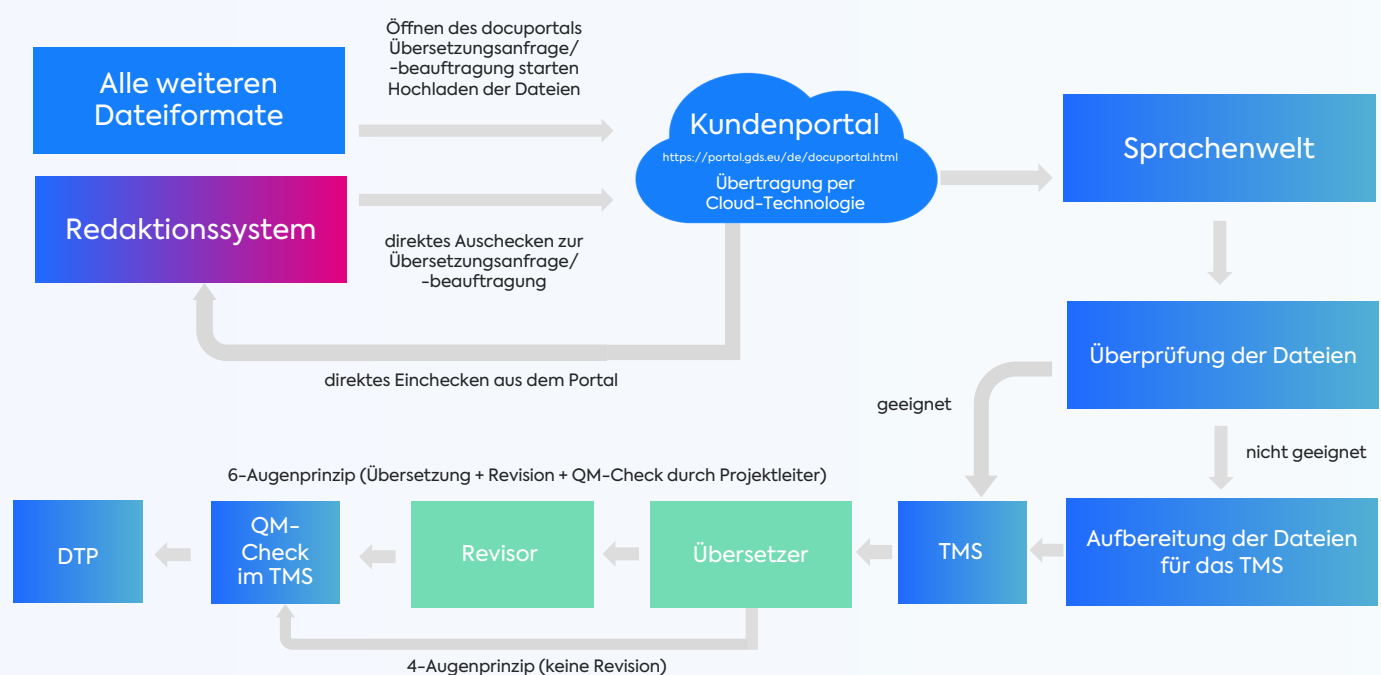 Öffnen des docuportals
Übersetzungsanfrage/
-beauftragung starten
Hochladen der Dateien
Alle weiteren
Dateiformate
Kundenportal
https://portal.gds.eu/de/docuportal.html
Übertragung per
Cloud-Technologie
Sprachenwelt
Redaktionssystem
direktes Auschecken zur
Übersetzungsanfrage/
-beauftragung
direktes Einchecken aus dem Portal
Überprüfung der Dateien
geeignet
nicht geeignet
6-Augenprinzip (Übersetzung + Revision + QM-Check durch Projektleiter)
DTP
QM-
Check
im TMS
Revisor
Übersetzer
TMS
Aufbereitung der Dateien
für das TMS
4-Augenprinzip (keine Revision)